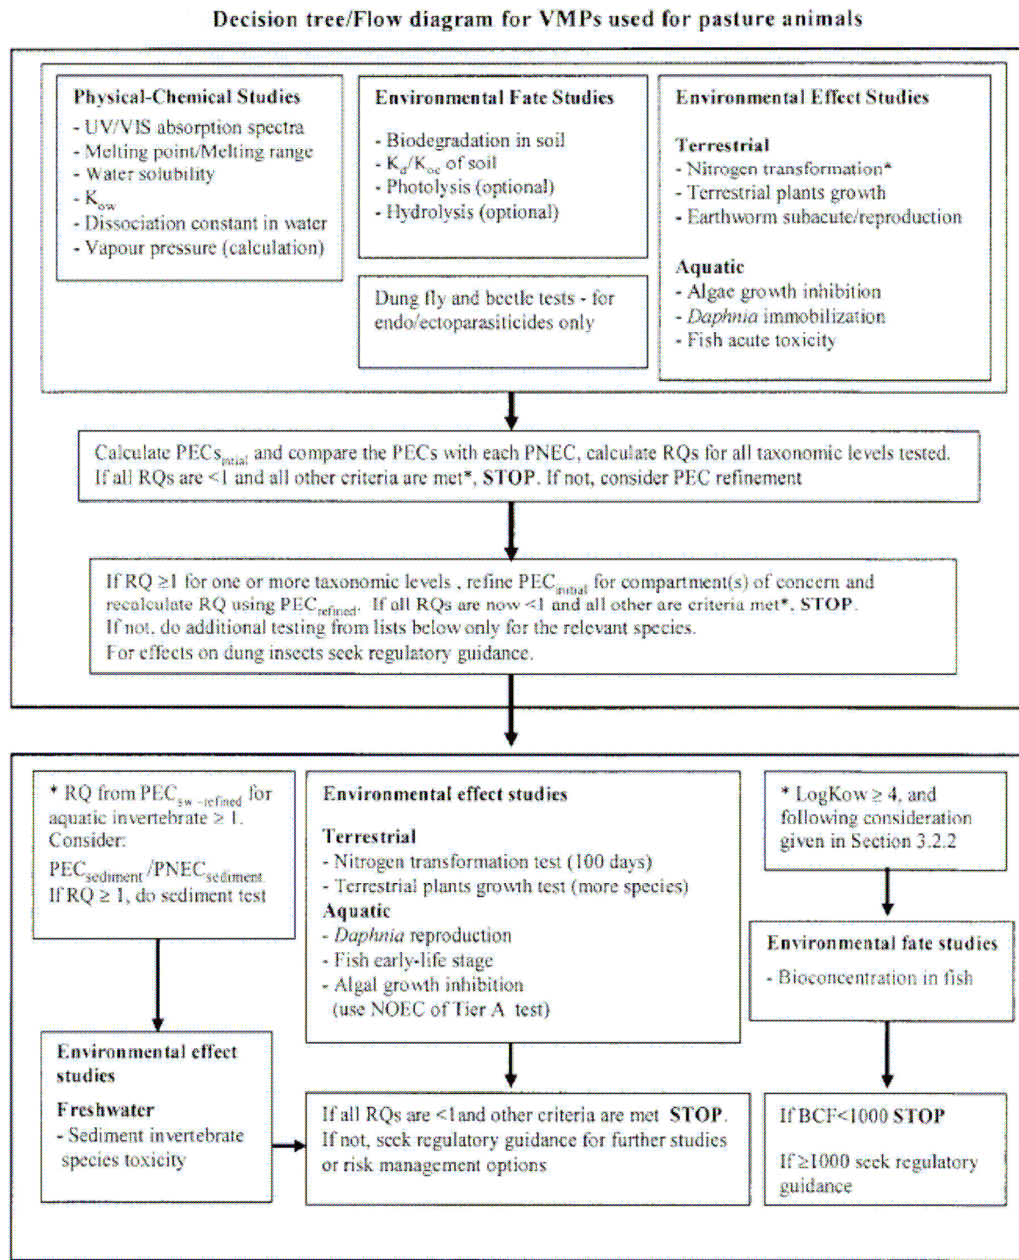 Decision tree/Flow diagram for VMPs used for pasture animals
Physical-Chemical Studies
- UV/VIS absorption spectra
- Melting point/Melting range
- Water solubility
- Kow
- Dissociation constant in water
- Vapour pressure (calculation)
Environmental Fate Studies
- Biodegradation in soil
- Kd/Koc of soil
- Photolysis (optional)
- Hydrolysis (optional)
Dung fly and beetle tests - for
endo/ectoparasiticides only
Environmental Effect Studies
Terrestrial
- Nitrogen transformation*
- Terrestrial plants growth
- Earthworm subacute/reproduction
Aquatic
- Algae growth inhibition
- Daphnia immobilization
- Fish acute toxicity
Calculate PECsintial and compare the PECs with each PNEC, calculate RQs for all taxonomic levels tested.
If all RQs are <1 and all other criteria are met*, STOP. If not, consider PEC refinement
If RQ ≥1 for one or more taxonomic levels , refine PECinitial for compartment(s) of concern and
recalculate RQ using PECrefined. If all RQs are now <1 and all other are criteria met*, STOP.
If not, do additional testing from lists below only for the relevant species.
For effects on dung insects seek regulatory guidance.
* RQ from PECsw -refined for
aquatic invertebrate ≥ 1.
Consider:
PECsediment /PNECsediment.
If RQ ≥ 1, do sediment test
Environmental effect
studies
Freshwater
- Sediment invertebrate
species toxicity
Environmental effect studies
Terrestrial
- Nitrogen transformation test (100 days)
- Terrestrial plants growth test (more species)
Aquatic
- Daphnia reproduction
- Fish early-life stage
- Algal growth inhibition
(use NOEC of Tier A test)
If all RQs are <1and other criteria are met STOP.
If not, seek regulatory guidance for further studies
or risk management options
* LogKow ≥ 4, and
following consideration
given in Section 3.2.2
Environmental fate studies
- Bioconcentration in fish
If BCF<1000 STOP
If ≥1000 seek regulatory
guidance